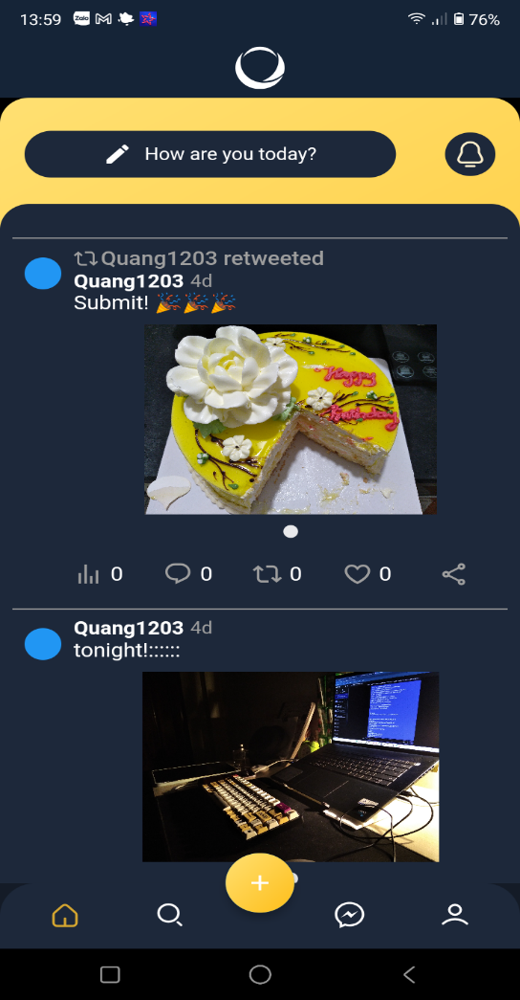 13:59 Zalo 76%
How are you today?
Quang1203 retweeted
Quang1203 4d
Submit! 🎉🎉🎉
Happy
0 0 0 0
Quang1203 4d
tonight!::::::